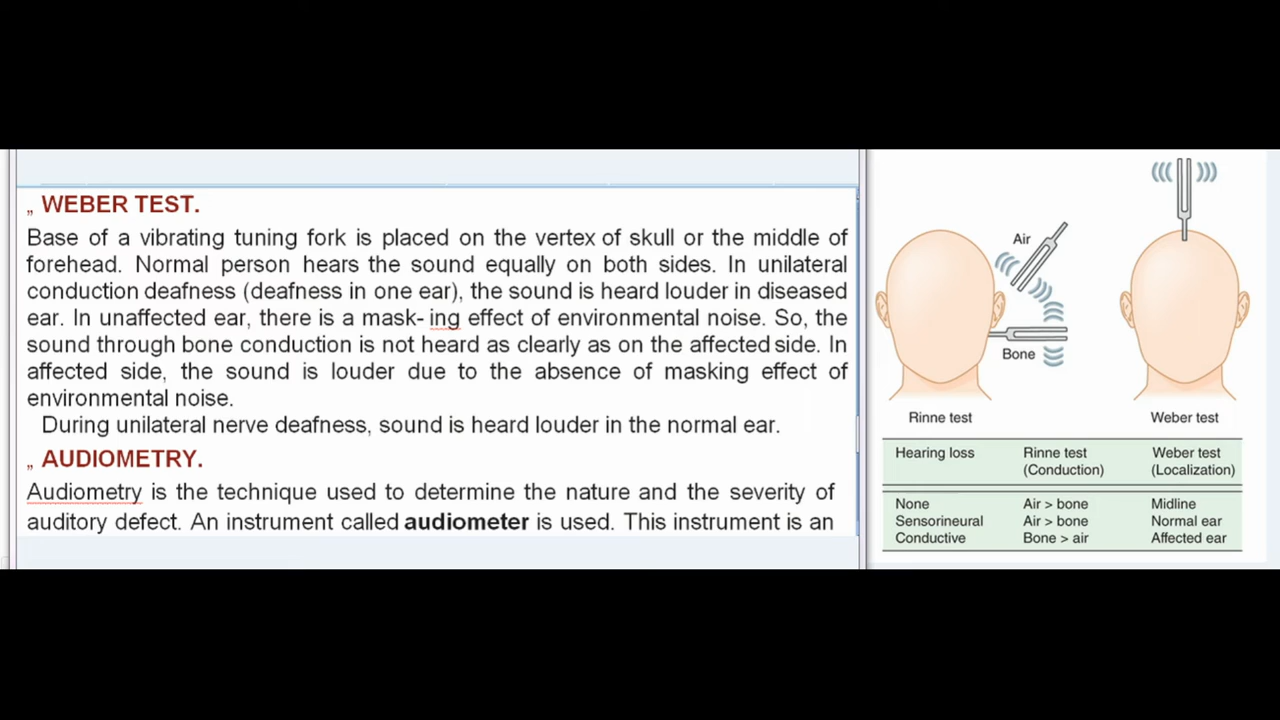 „ WEBER TEST.
Base of a vibrating tuning fork is placed on the vertex of skull or the middle of
forehead. Normal person hears the sound equally on both sides. In unilateral
conduction deafness (deafness in one ear), the sound is heard louder in diseased
ear. In unaffected ear, there is a mask- ing effect of environmental noise. So, the
sound through bone conduction is not heard as clearly as on the affected side. In
affected side, the sound is louder due to the absence of masking effect of
environmental noise.
During unilateral nerve deafness, sound is heard louder in the normal ear.
„ AUDIOMETRY.
Audiometry is the technique used to determine the nature and the severity of
auditory defect. An instrument called audiometer is used. This instrument is an
Air
Bone
Rinne test
Weber test
Hearing loss Rinne test Weber test
(Conduction) (Localization)
None Air > bone Midline
Sensorineural Air > bone Normal ear
Conductive Bone > air Affected ear